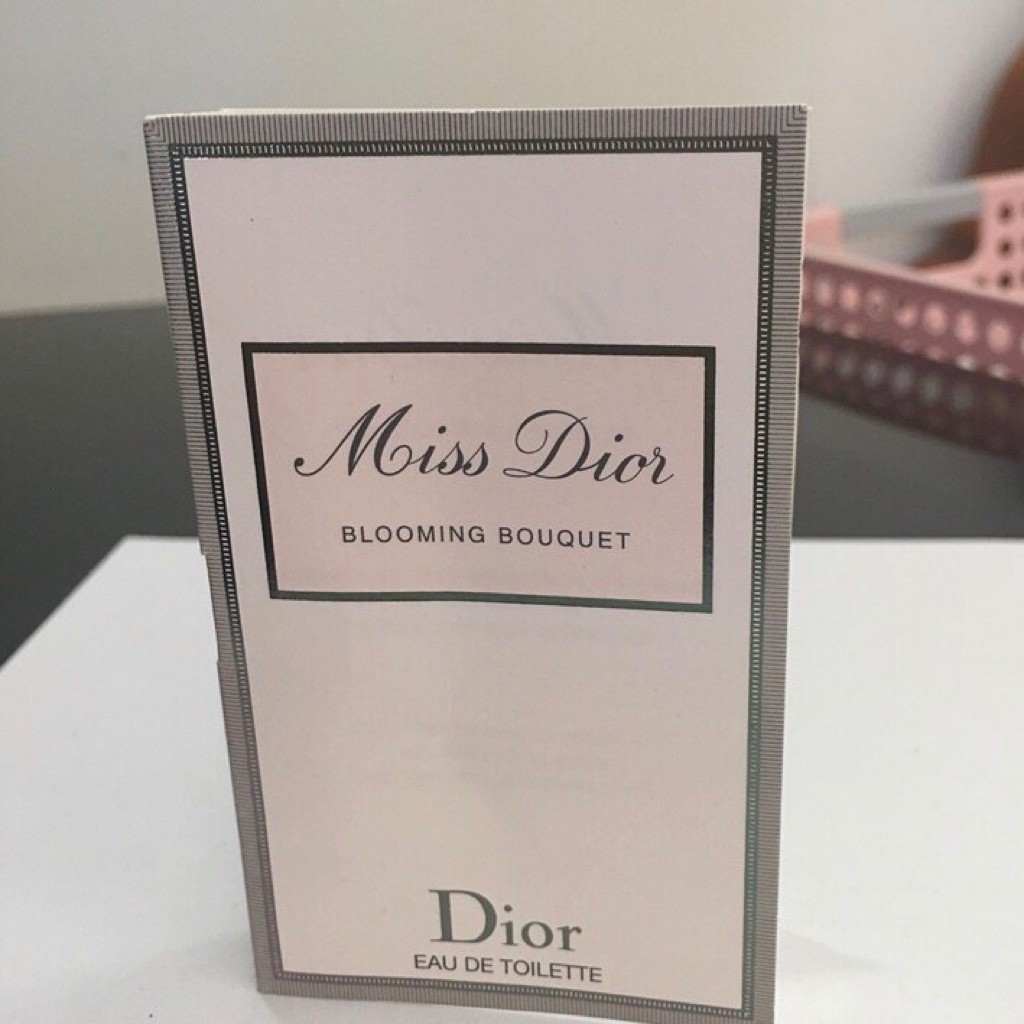 Miss Dior
BLOOMING BOUQUET
Dior
EAU DE TOILETTE